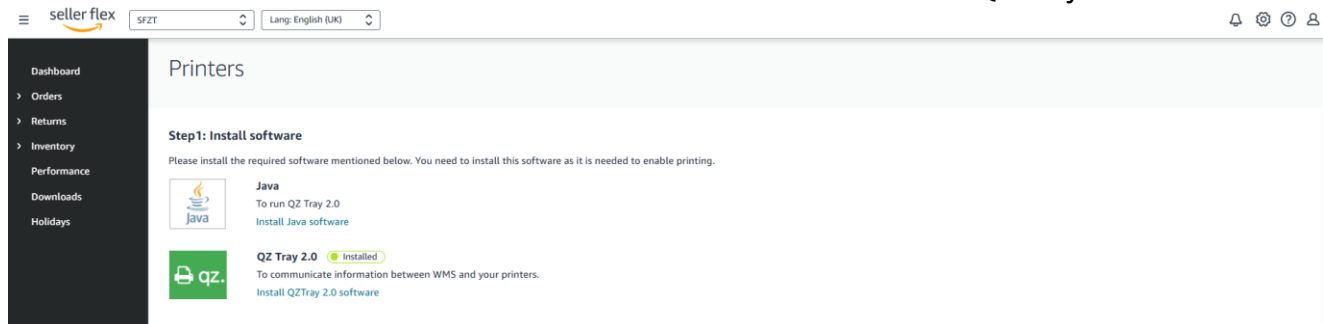 seller flex
SFZT
Lang: English (UK)
Dashboard
Orders
Returns
Inventory
Performance
Downloads
Holidays
Printers
Step1: Install software
Please install the required software mentioned below. You need to install this software as it is needed to enable printing.
Java
Java
To run QZ Tray 2.0
Install Java software
qz.
QZ Tray 2.0 Installed
To communicate information between WMS and your printers.
Install QZTray 2.0 software